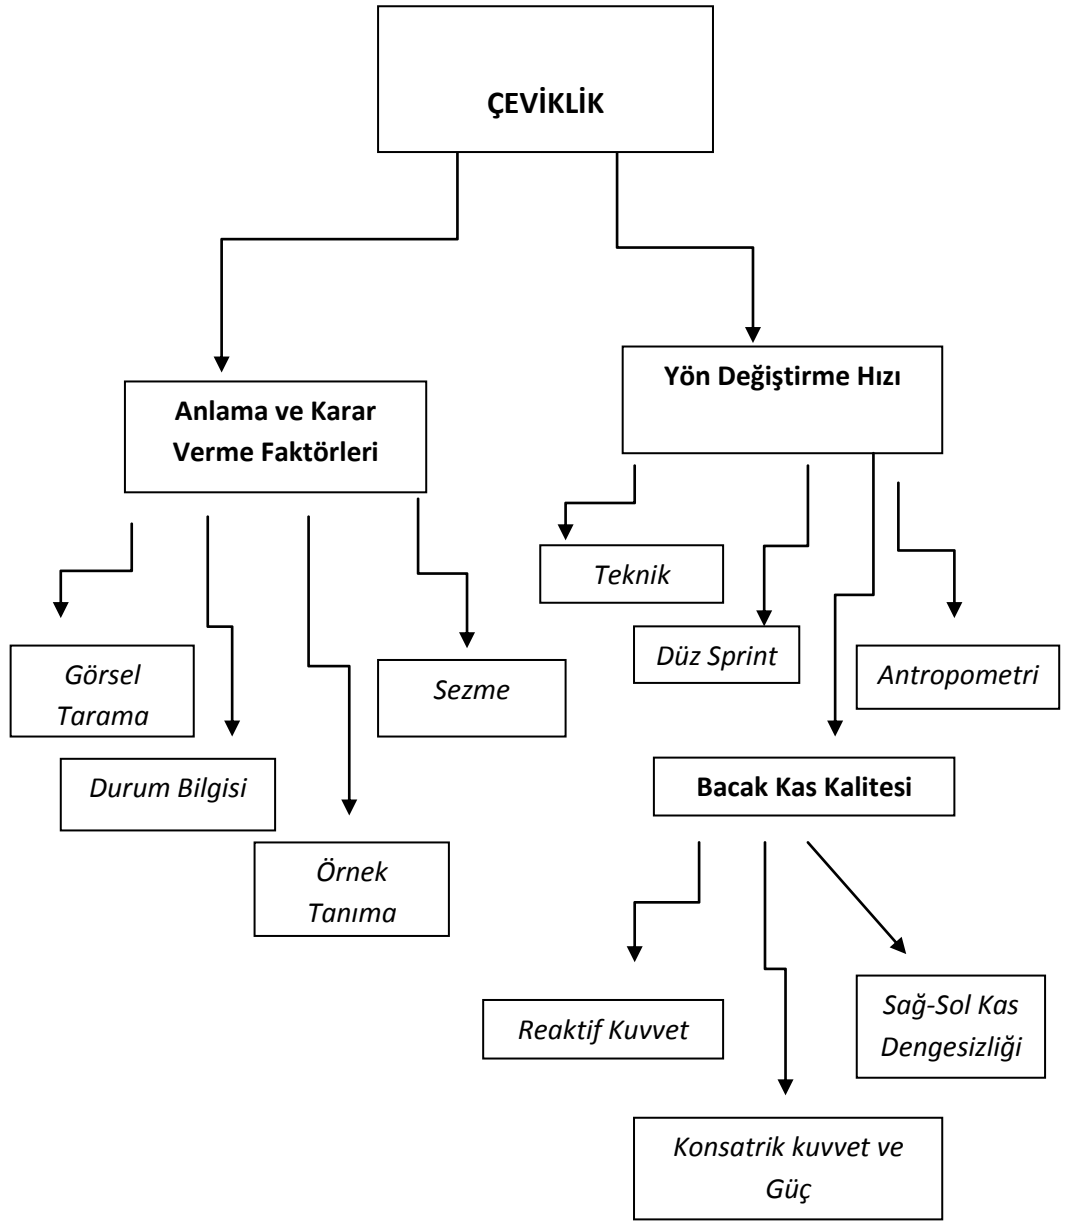 ÇEVİKLİK
Yön Değiştirme Hızı
Anlama ve Karar
Verme Faktörleri
Teknik
Düz Sprint
Antropometri
Görsel
Tarama
Sezme
Durum Bilgisi
Bacak Kas Kalitesi
Örnek
Tanıma
Reaktif Kuvvet
Sağ-Sol Kas
Dengesizliği
Konsatrik kuvvet ve
Güç